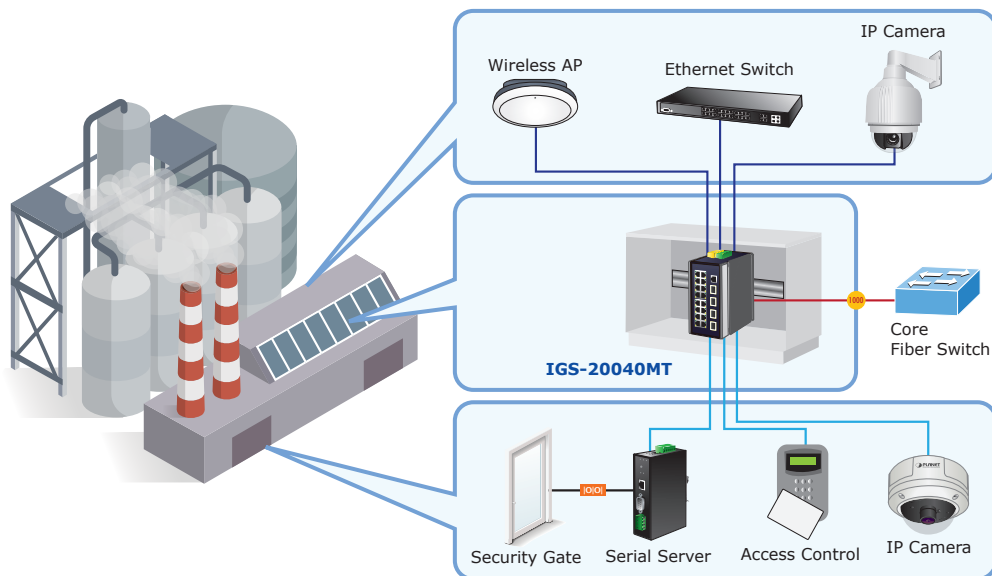 IP Camera
Wireless AP
Ethernet Switch
1000
Core
Fiber Switch
IGS-20040MT
|O|O|
PLANET
Security Gate
Serial Server
Access Control
IP Camera